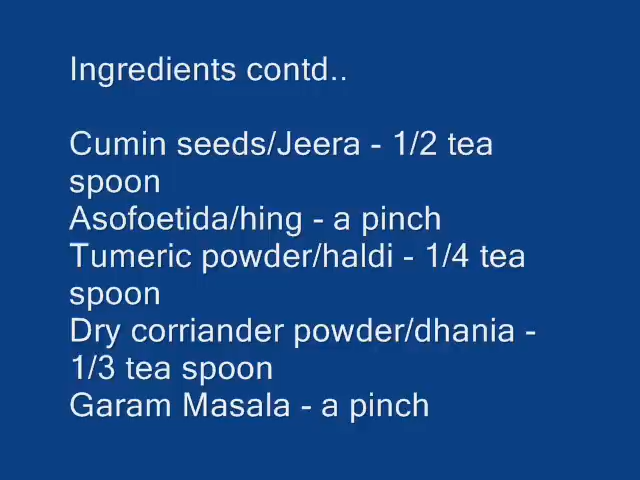 Ingredients contd..
Cumin seeds/Jeera - 1/2 tea
spoon
Asofoetida/hing - a pinch
Tumeric powder/haldi - 1/4 tea
spoon
Dry corriander powder/dhania -
1/3 tea spoon
Garam Masala - a pinch